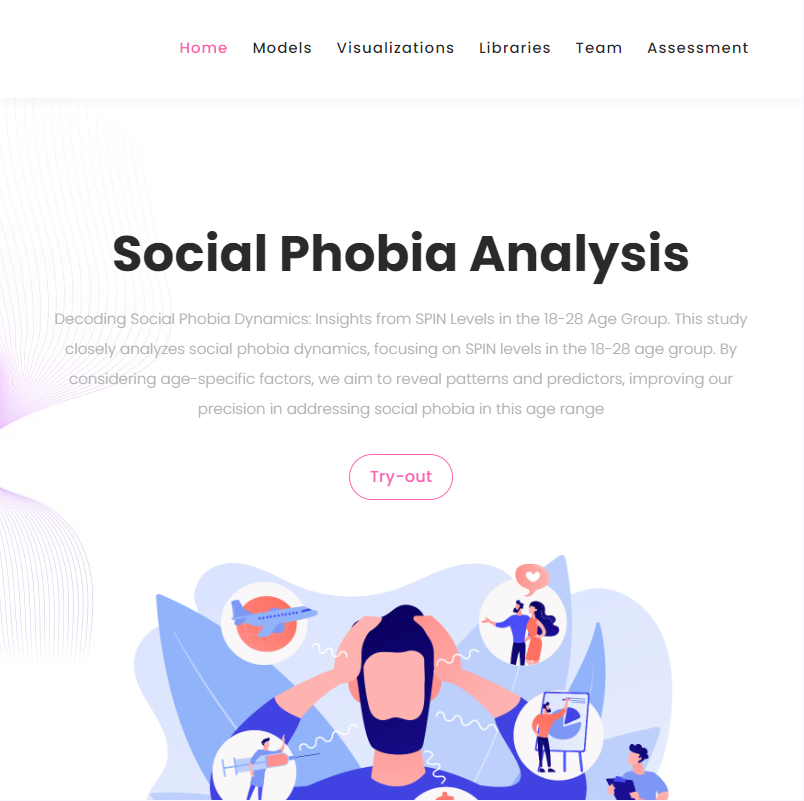 Home Models Visualizations Libraries Team Assessment
Social Phobia Analysis
Decoding Social Phobia Dynamics: Insights from SPIN Levels in the 18-28 Age Group. This study
closely analyzes social phobia dynamics, focusing on SPIN levels in the 18-28 age group. By
considering age-specific factors, we aim to reveal patterns and predictors, improving our
precision in addressing social phobia in this age range
Try-out